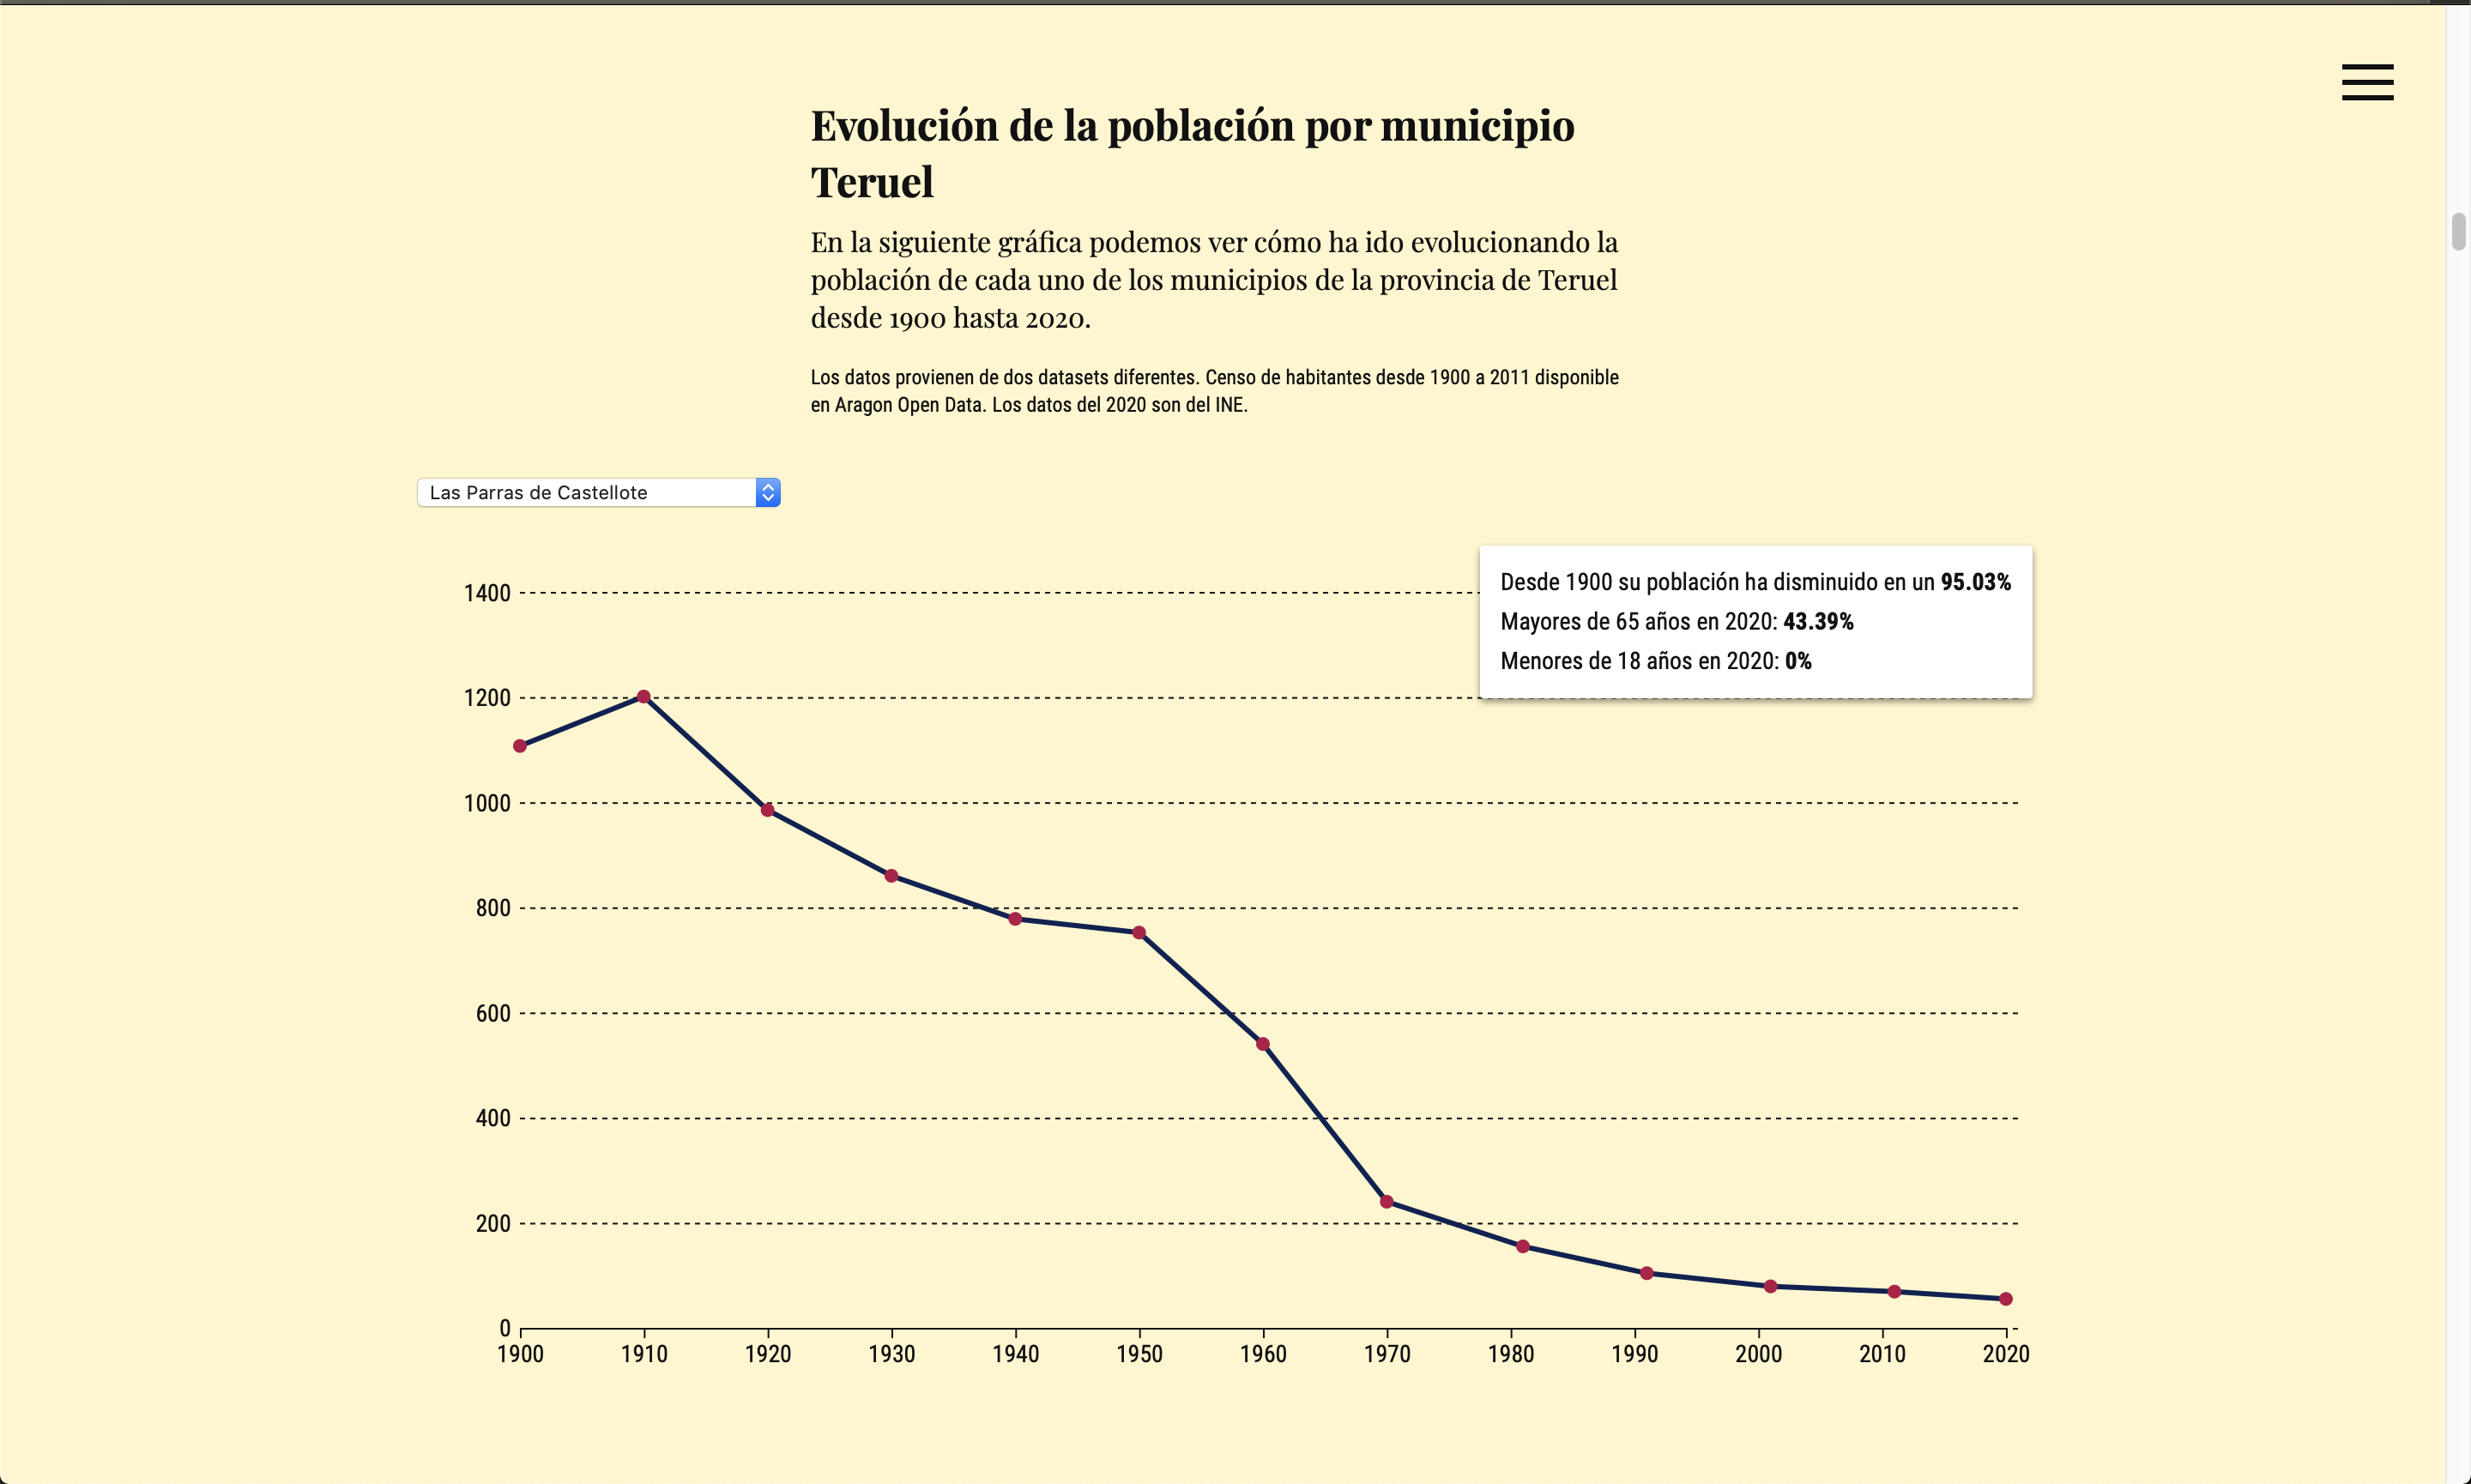 Evolución de la población por municipio
Teruel
En la siguiente gráfica podemos ver cómo ha ido evolucionando la
población de cada uno de los municipios de la provincia de Teruel
desde 1900 hasta 2020.
Los datos provienen de dos datasets diferentes. Censo de habitantes desde 1900 a 2011 disponible
en Aragon Open Data. Los datos del 2020 son del INE.
Las Parras de Castellote
Desde 1900 su población ha disminuido en un 95.03%
Mayores de 65 años en 2020: 43.39%
Menores de 18 años en 2020: 0%
1400
1200
1000
800
600
400
200
0
1900 1910 1920 1930 1940 1950 1960 1970 1980 1990 2000 2010 2020